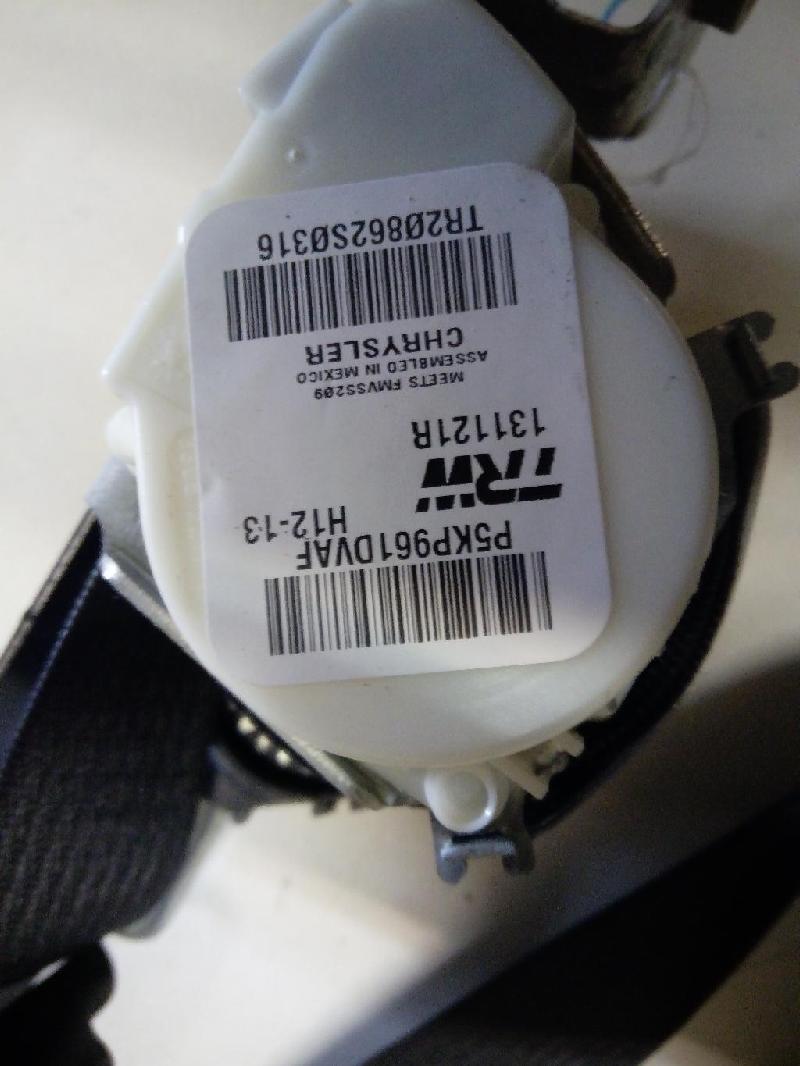 P5KP961DVAF
H12-13
TRW
131121R
MEETS FMVSS209
ASSEMBLED IN MEXICO
CHRYSLER
TR20862S0316